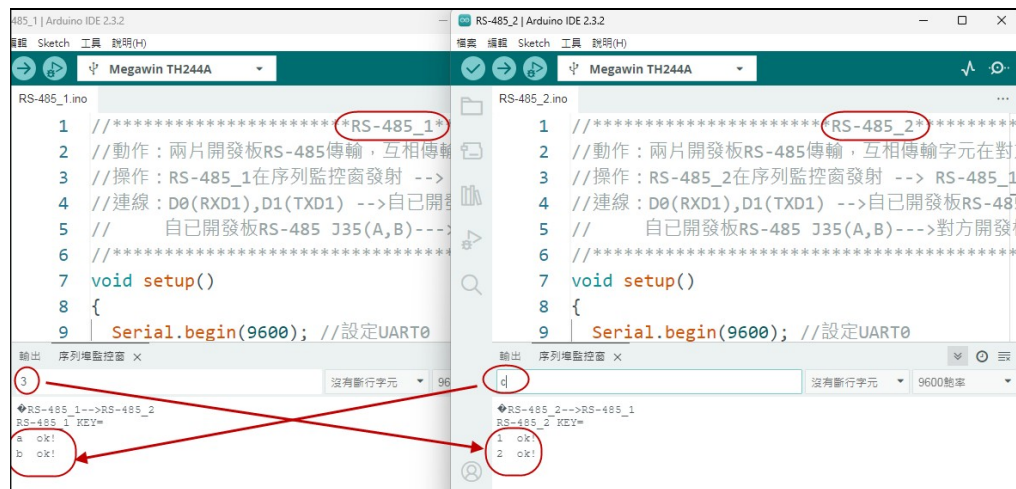 485_1 | Arduino IDE 2.3.2
編輯 Sketch 工具 說明(H)
Megawin TH244A
RS-485_1.ino
1 //***********************RS-485_1*
2 //動作：兩片開發板RS-485傳輸，互相傳輸
3 //操作：RS-485_1在序列監控窗發射 -->
4 //連線：D0(RXD1),D1(TXD1) -->自已開發
5 // 自已開發板RS-485 J35(A,B)--->
6 //**********************************
7 void setup()
8 {
9 Serial.begin(9600); //設定UART0
輸出 序列埠監控窗 ×
3 沒有斷行字元 96
�RS-485_1-->RS-485_2
RS-485_1 KEY=
a ok!
b ok!
RS-485_2 | Arduino IDE 2.3.2
檔案 編輯 Sketch 工具 說明(H)
Megawin TH244A
RS-485_2.ino
1 //***********************RS-485_2**********
2 //動作：兩片開發板RS-485傳輸，互相傳輸字元在對
3 //操作：RS-485_2在序列監控窗發射 --> RS-485_1
4 //連線：D0(RXD1),D1(TXD1) -->自已開發板RS-48
5 // 自已開發板RS-485 J35(A,B)--->對方開發
6 //******************************************
7 void setup()
8 {
9 Serial.begin(9600); //設定UART0
輸出 序列埠監控窗 ×
c 沒有斷行字元 9600鮑率
�RS-485_2-->RS-485_1
RS-485_2 KEY=
1 ok!
2 ok!